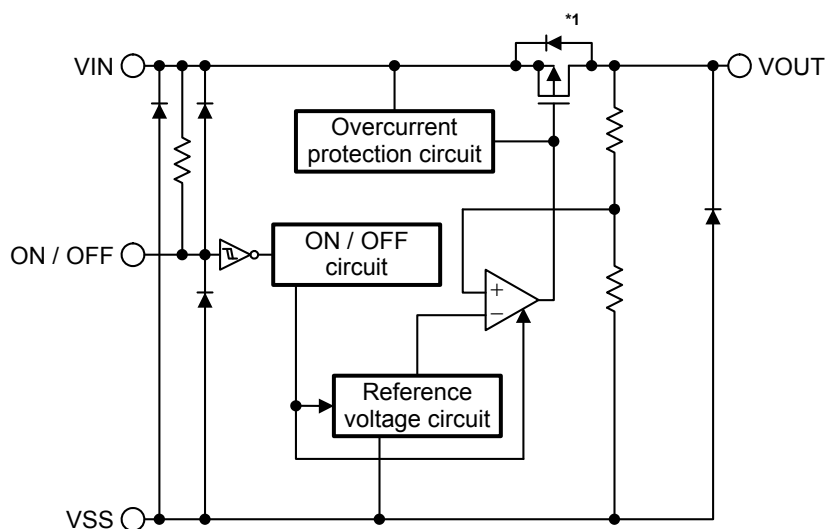 *1
VIN
VOUT
Overcurrent
protection circuit
ON / OFF
ON / OFF
circuit
+
−
Reference
voltage circuit
VSS